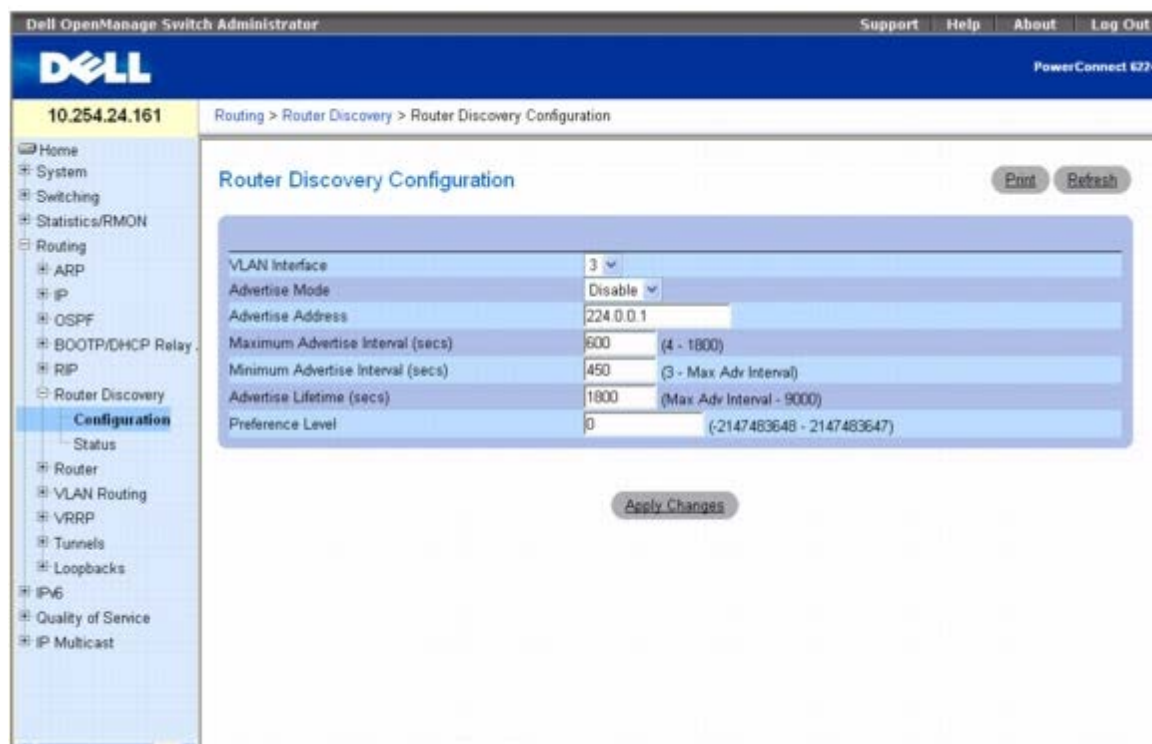 Dell OpenManage Switch Administrator Support Help About Log Out
DELL
PowerConnect
10.254.24.161
Routing > Router Discovery > Router Discovery Configuration
Home
System
Switching
Statistics/RMON
Routing
ARP
IP
OSPF
BOOTP/DHCP Relay
RIP
Router Discovery
Configuration
Status
Router
VLAN Routing
VRRP
Tunnels
Loopbacks
IPv6
Quality of Service
IP Multicast
Router Discovery Configuration
Print Refresh
VLAN Interface 3
Advertise Mode Disable
Advertise Address 224.0.0.1
Maximum Advertise Interval (secs) 600 (4 - 1800)
Minimum Advertise Interval (secs) 450 (3 - Max Adv Interval)
Advertise Lifetime (secs) 1800 (Max Adv Interval - 9000)
Preference Level 0 (-2147483648 - 2147483647)
Apply Changes